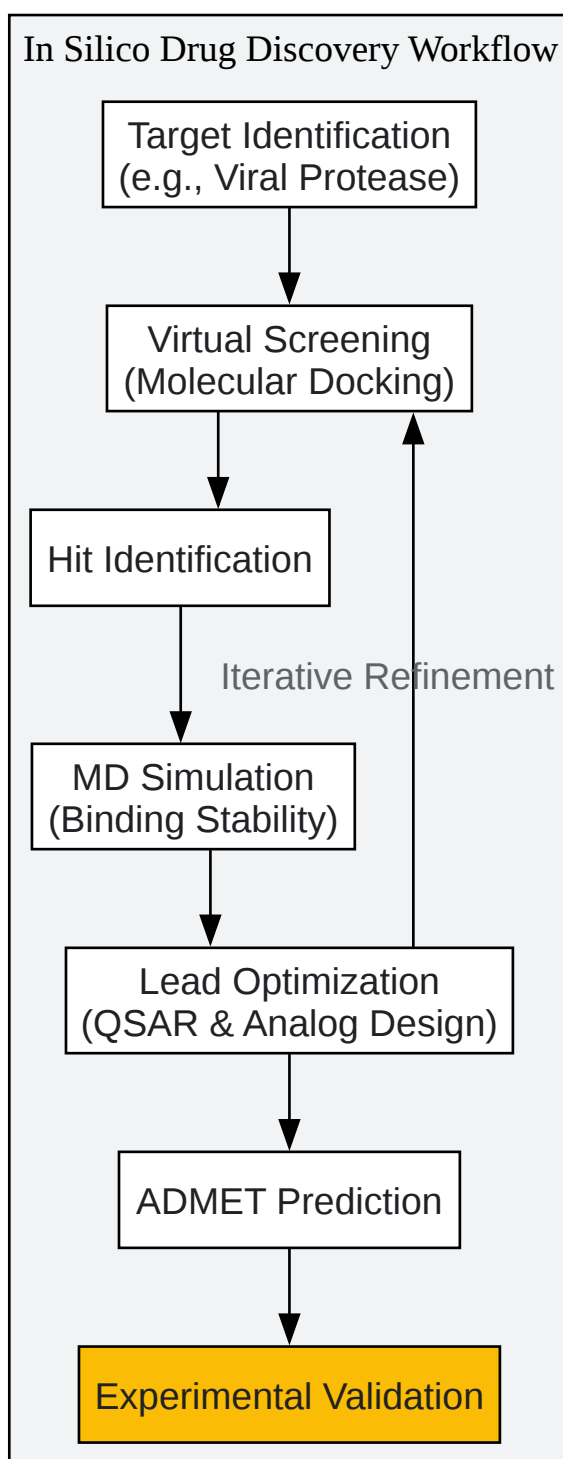 In Silico Drug Discovery Workflow
Target Identification
(e.g., Viral Protease)
Virtual Screening
(Molecular Docking)
Hit Identification
Iterative Refinement
MD Simulation
(Binding Stability)
Lead Optimization
(QSAR & Analog Design)
ADMET Prediction
Experimental Validation